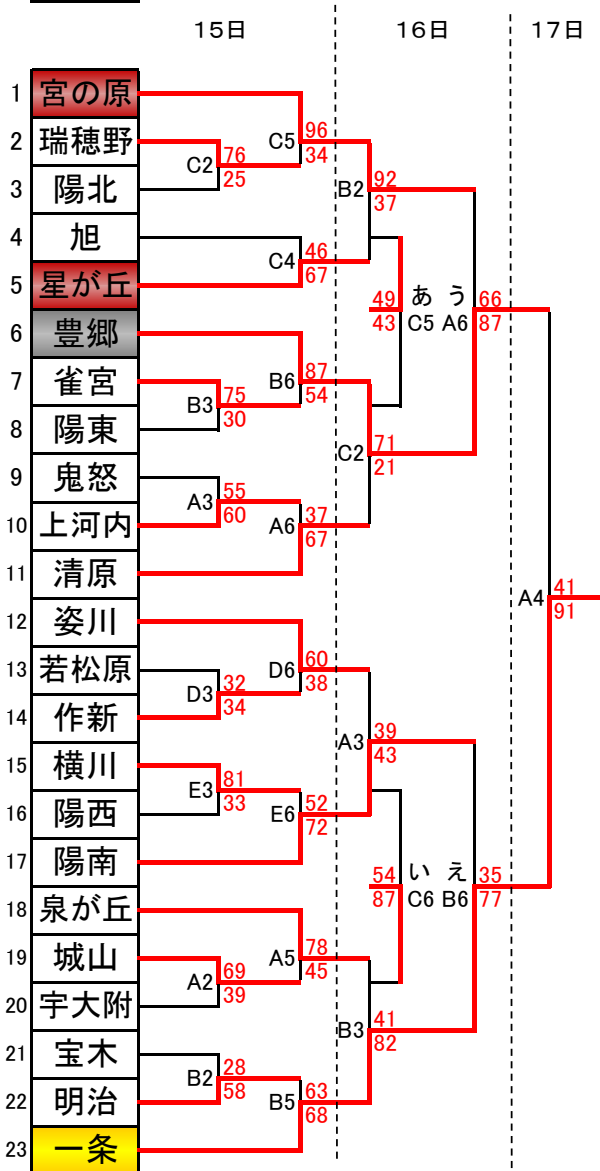 15日 16日 17日
1 宮の原
C5 96
34
2 瑞穂野
C2 76
25
3 陽北
B2 92
37
4 旭
C4 46
67
5 星が丘
49 あ う 66
43 C5 A6 87
6 豊郷
7 雀宮
B6 87
54
B3 75
30
8 陽東
C2 71
21
9 鬼怒
A3 55
60
10 上河内
A6 37
67
11 清原
A4 41
91
12 姿川
13 若松原
D6 60
38
D3 32
34
14 作新
A3 39
43
15 横川
E3 81
33
16 陽西
E6 52
72
17 陽南
54 い え 35
87 C6 B6 77
18 泉が丘
19 城山
A5 78
45
A2 69
39
20 宇大附
B3 41
82
21 宝木
B2 28
58
22 明治
B5 63
68
23 一条